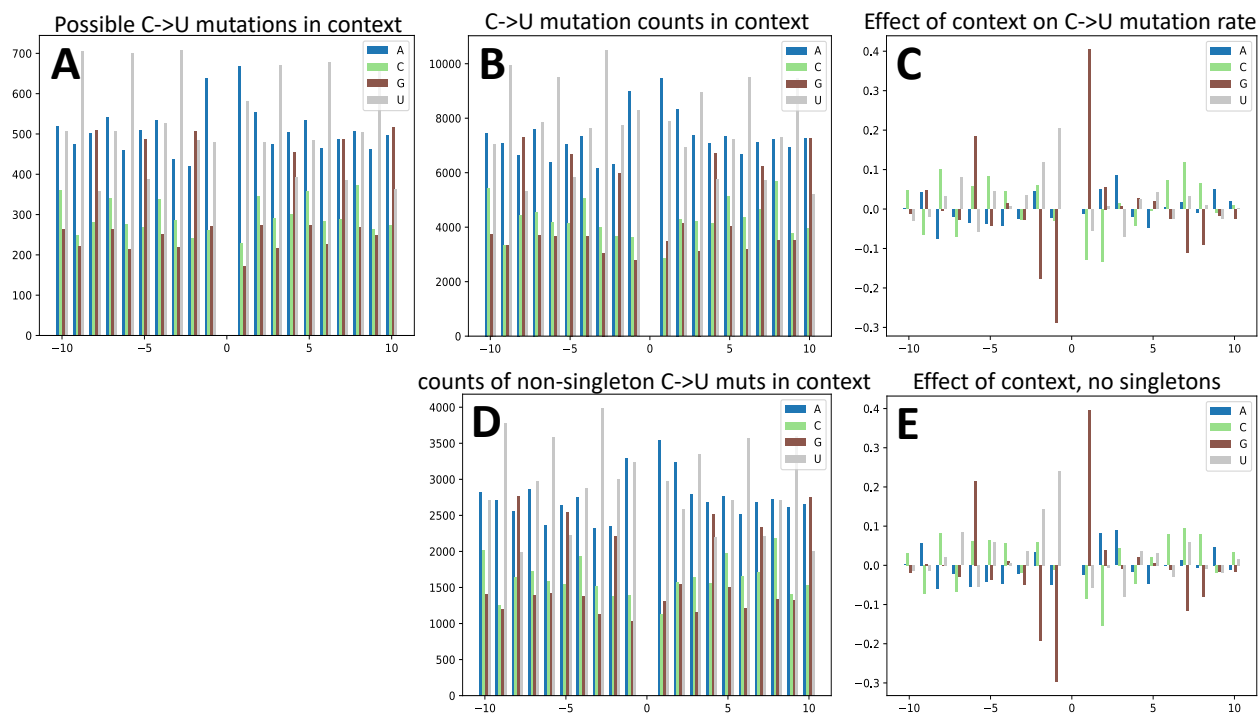 Possible C->U mutations in context
A
700
600
500
400
300
200
100
0
−10
−5
0
5
10
A
C
G
U
C->U mutation counts in context
B
10000
8000
6000
4000
2000
0
−10
−5
0
5
10
A
C
G
U
Effect of context on C->U mutation rate
C
0.4
0.3
0.2
0.1
0.0
−0.1
−0.2
−0.3
−10
−5
0
5
10
A
C
G
U
counts of non-singleton C->U muts in context
D
4000
3500
3000
2500
2000
1500
1000
500
0
−10
−5
0
5
10
A
C
G
U
Effect of context, no singletons
E
0.4
0.3
0.2
0.1
0.0
−0.1
−0.2
−0.3
−10
−5
0
5
10
A
C
G
U